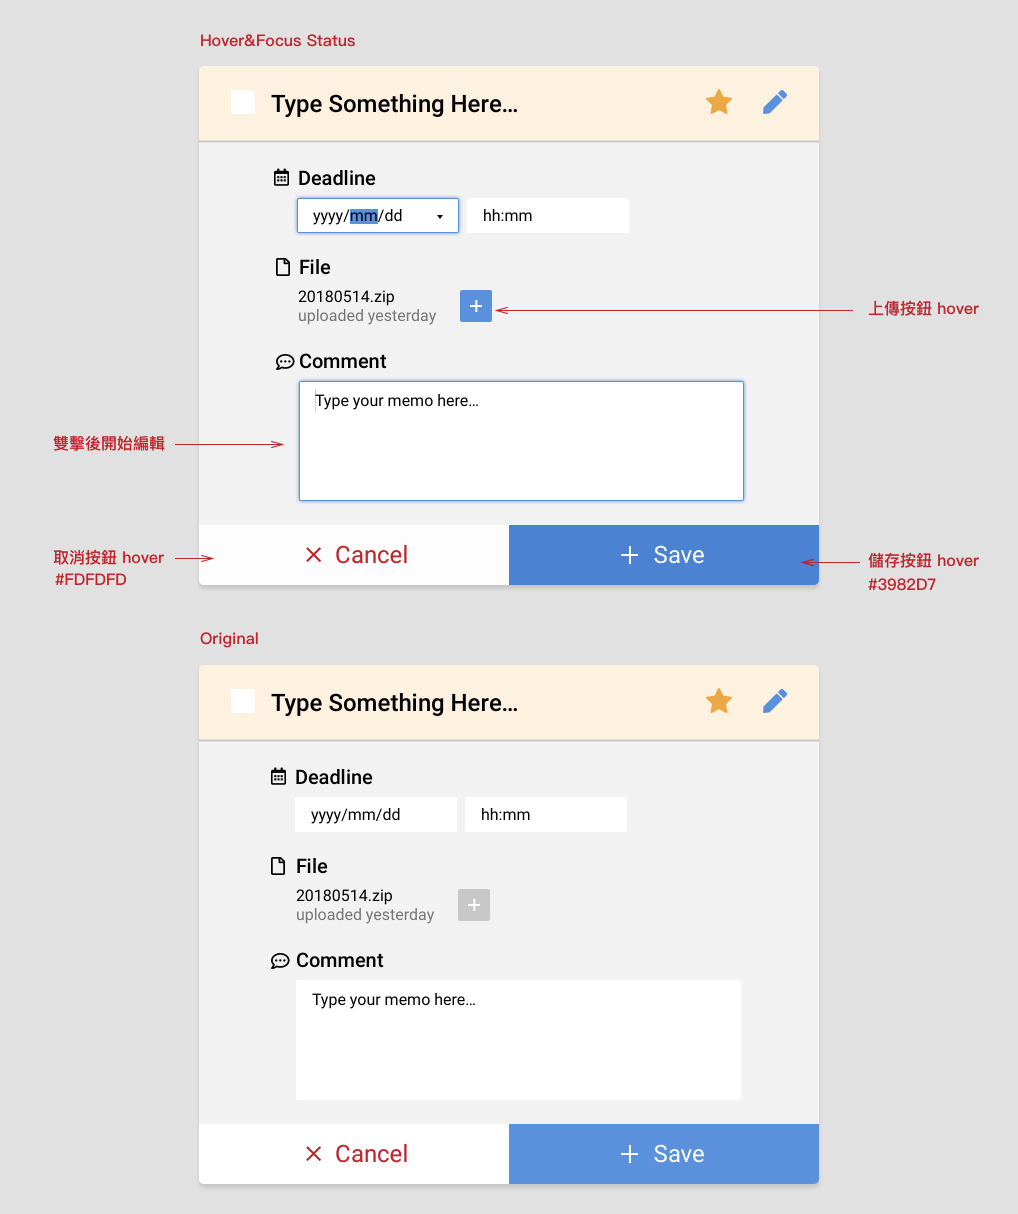 Hover&Focus Status
Type Something Here...
Deadline
yyyy/mm/dd
hh:mm
File
20180514.zip
uploaded yesterday
上傳按鈕 hover
Comment
Type your memo here...
雙擊後開始編輯
取消按鈕 hover
#FDFDFD
Cancel
Save
儲存按鈕 hover
#3982D7
Original
Type Something Here...
Deadline
yyyy/mm/dd
hh:mm
File
20180514.zip
uploaded yesterday
Comment
Type your memo here...
Cancel
Save